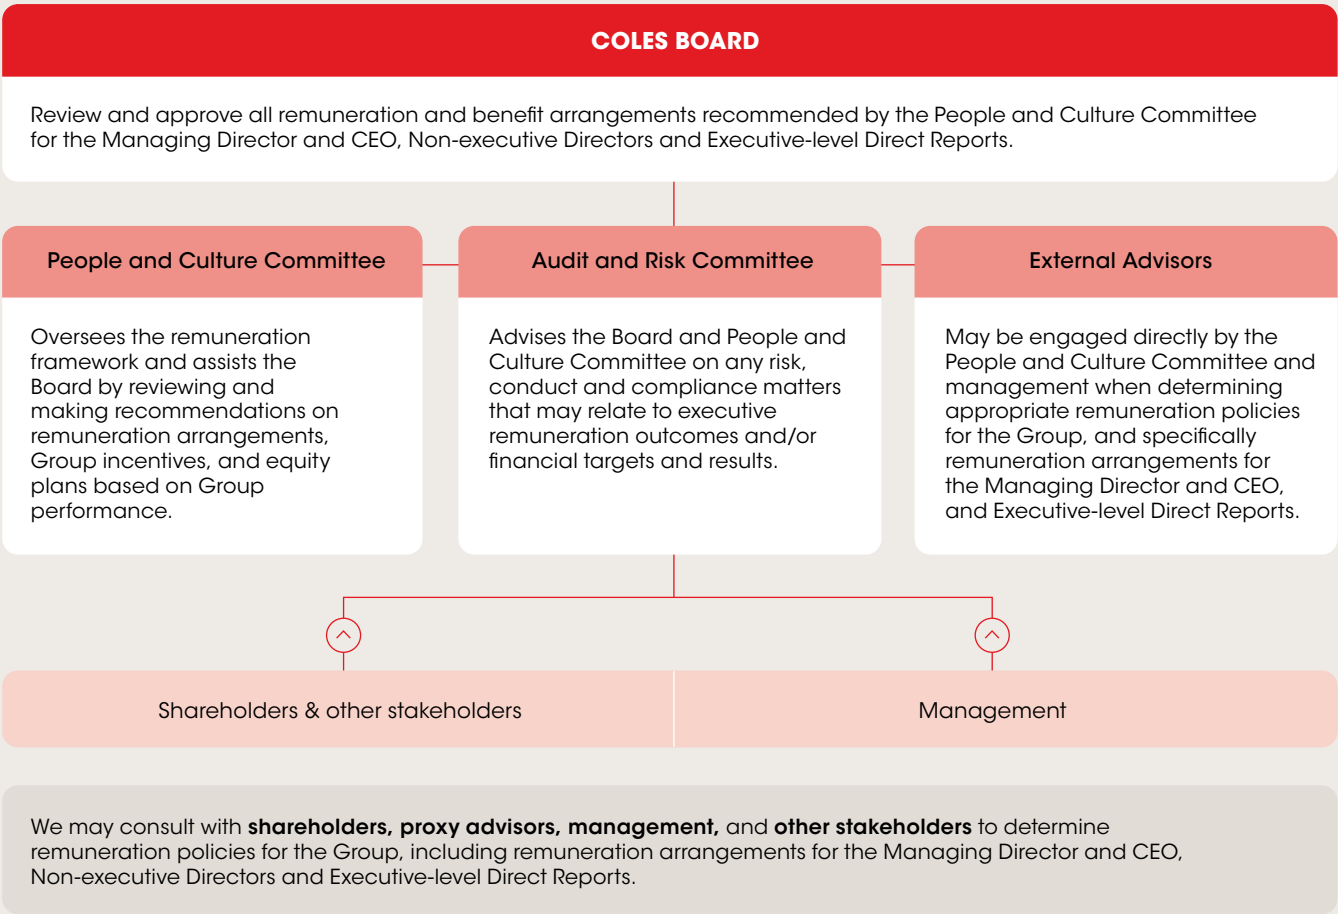 COLES BOARD
Review and approve all remuneration and benefit arrangements recommended by the People and Culture Committee
for the Managing Director and CEO, Non-executive Directors and Executive-level Direct Reports.
People and Culture Committee
Oversees the remuneration
framework and assists the
Board by reviewing and
making recommendations on
remuneration arrangements,
Group incentives, and equity
plans based on Group
performance.
Audit and Risk Committee
Advises the Board and People and
Culture Committee on any risk,
conduct and compliance matters
that may relate to executive
remuneration outcomes and/or
financial targets and results.
External Advisors
May be engaged directly by the
People and Culture Committee and
management when determining
appropriate remuneration policies
for the Group, and specifically
remuneration arrangements for
the Managing Director and CEO,
and Executive-level Direct Reports.
Shareholders & other stakeholders
Management
We may consult with shareholders, proxy advisors, management, and other stakeholders to determine
remuneration policies for the Group, including remuneration arrangements for the Managing Director and CEO,
Non-executive Directors and Executive-level Direct Reports.